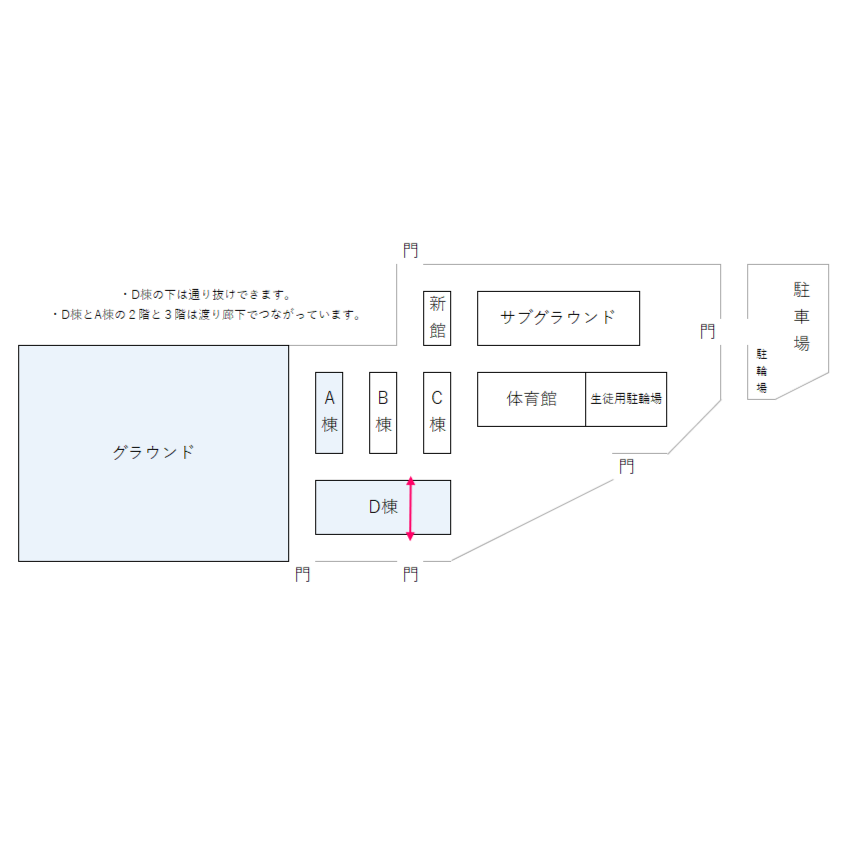 門
・D棟の下は通り抜けできます。
・D棟とA棟の２階と３階は渡り廊下でつながっています。
新館
サブグラウンド
門
駐車場
駐輪場
グラウンド
A棟
B棟
C棟
体育館
生徒用駐輪場
門
D棟
門
門